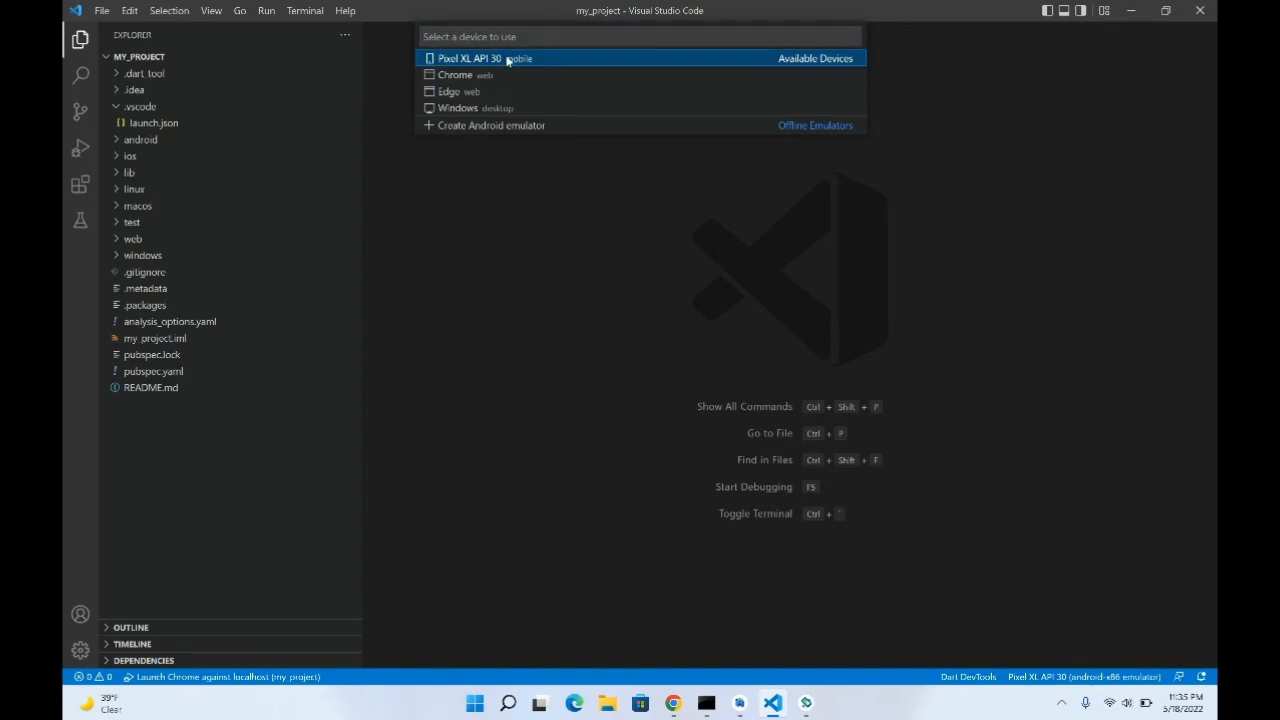 File Edit Selection View Go Run Terminal Help my_project - Visual Studio Code
EXPLORER
MY_PROJECT
.dart_tool
.idea
.vscode
launch.json
android
ios
lib
linux
macos
test
web
windows
.gitignore
.metadata
.packages
analysis_options.yaml
my_project.iml
pubspec.lock
pubspec.yaml
README.md
OUTLINE
TIMELINE
DEPENDENCIES
Select a device to use
Pixel XL API 30 mobile Available Devices
Chrome web
Edge web
Windows desktop
Create Android emulator Offline Emulators
Show All Commands Ctrl + Shift + P
Go to File Ctrl + P
Find in Files Ctrl + Shift + F
Start Debugging F5
Toggle Terminal Ctrl + `
0 0 Launch Chrome against localhost (my_project) Dart DevTools Pixel XL API 30 (android-x86 emulator)
39°F
Clear
11:35 PM
5/18/2022